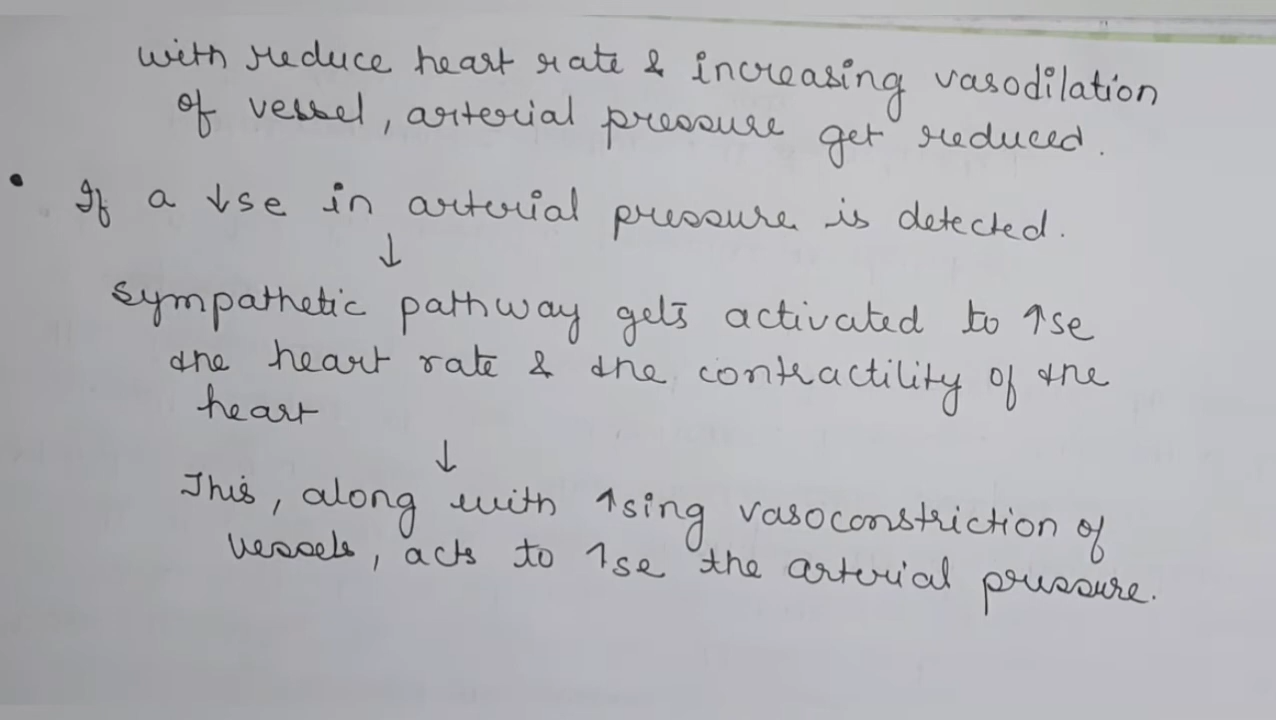 with reduce heart rate & increasing vasodilation
of vessel, arterial pressure get reduced.
• If a ↓se in arterial pressure is detected.
↓
Sympathetic pathway gets activated to ↑se
the heart rate & the contractility of the
heart
↓
This, along with ↑sing vasoconstriction of
vessels, acts to ↑se the arterial pressure.